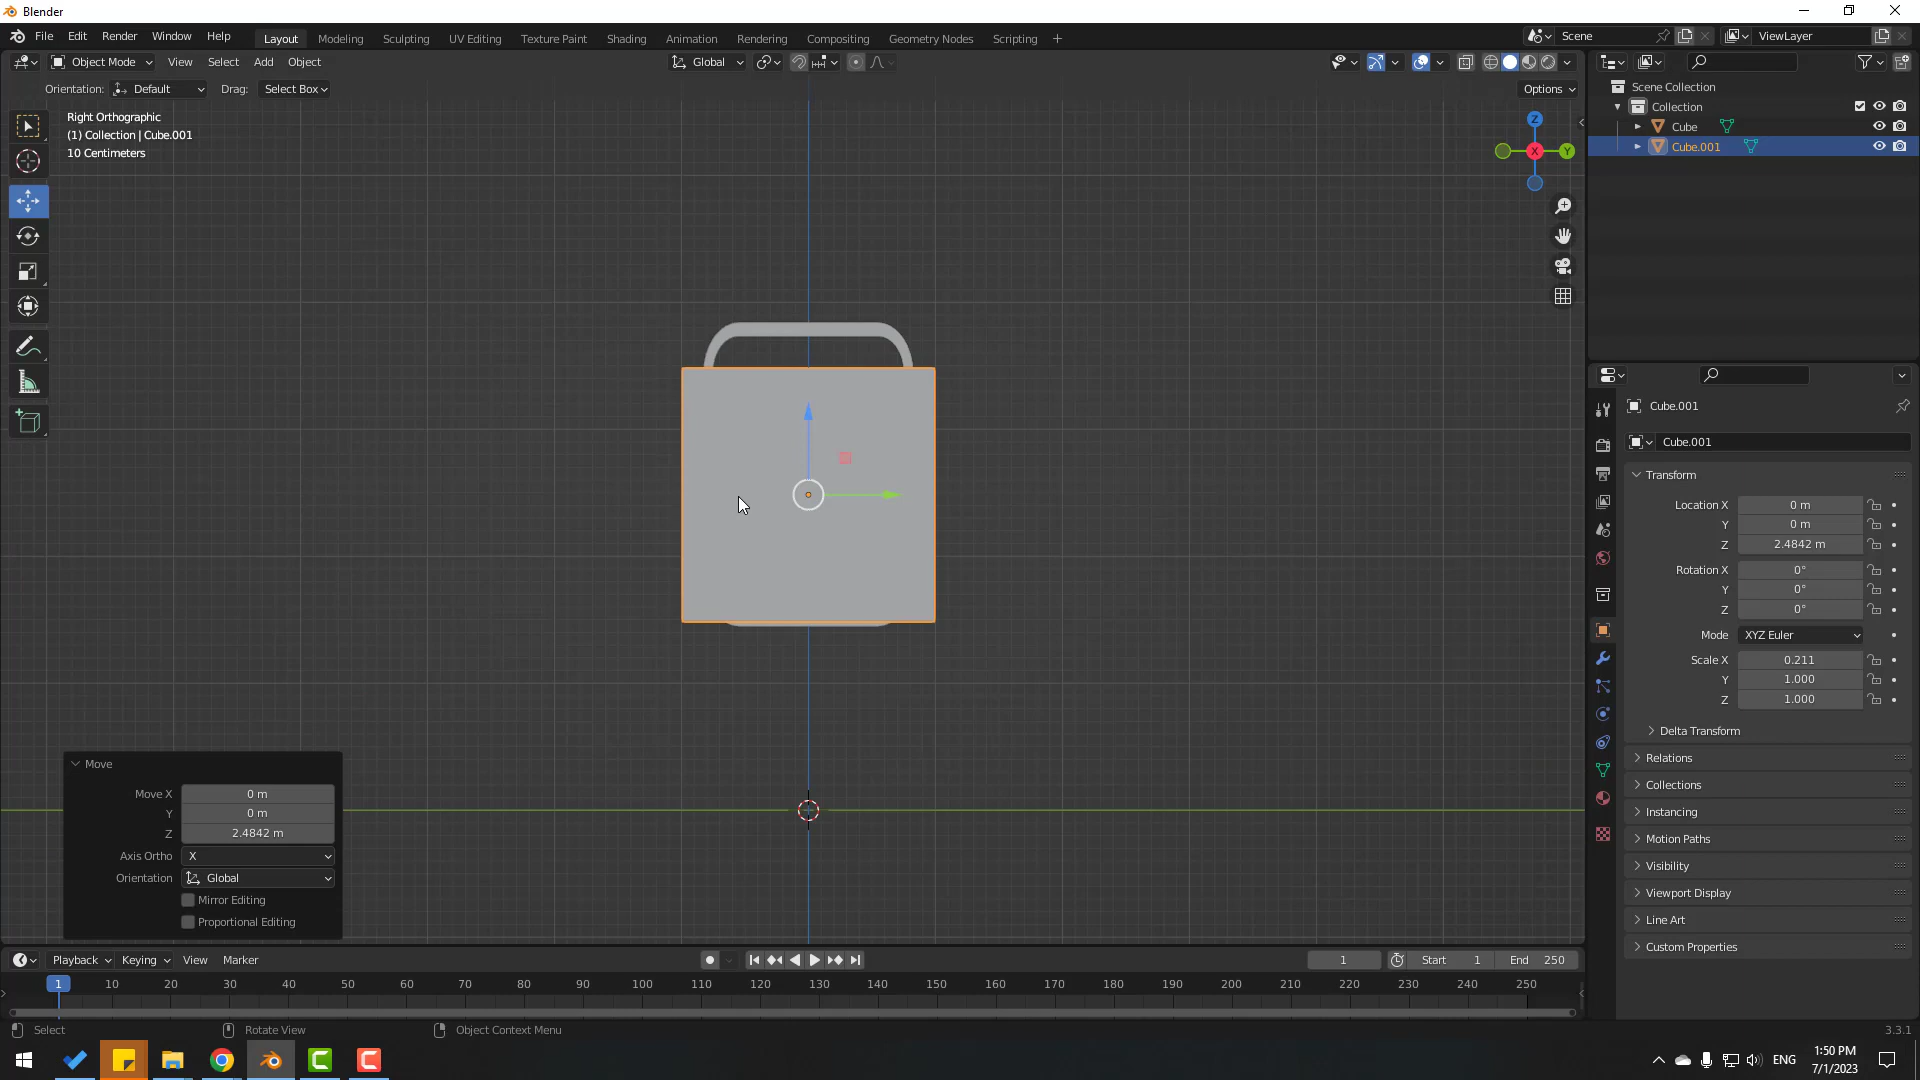 Blender
File Edit Render Window Help
Layout Modeling Sculpting UV Editing Texture Paint Shading Animation Rendering Compositing Geometry Nodes Scripting
Scene
ViewLayer
Object Mode View Select Add Object
Global
Orientation: Default Drag: Select Box
Options
Right Orthographic
(1) Collection | Cube.001
10 Centimeters
Z
X
Y
Scene Collection
Collection
Cube
Cube.001
Cube.001
Cube.001
Transform
Location X 0 m
Y 0 m
Z 2.4842 m
Rotation X 0°
Y 0°
Z 0°
Mode XYZ Euler
Scale X 0.211
Y 1.000
Z 1.000
Delta Transform
Relations
Collections
Instancing
Motion Paths
Visibility
Viewport Display
Line Art
Custom Properties
Move
Move X 0 m
Y 0 m
Z 2.4842 m
Axis Ortho X
Orientation Global
Mirror Editing
Proportional Editing
Playback Keying View Marker
1 Start 1 End 250
1 10 20 30 40 50 60 70 80 90 100 110 120 130 140 150 160 170 180 190 200 210 220 230 240 250
Select Rotate View Object Context Menu
3.3.1
ENG
1:50 PM
7/1/2023